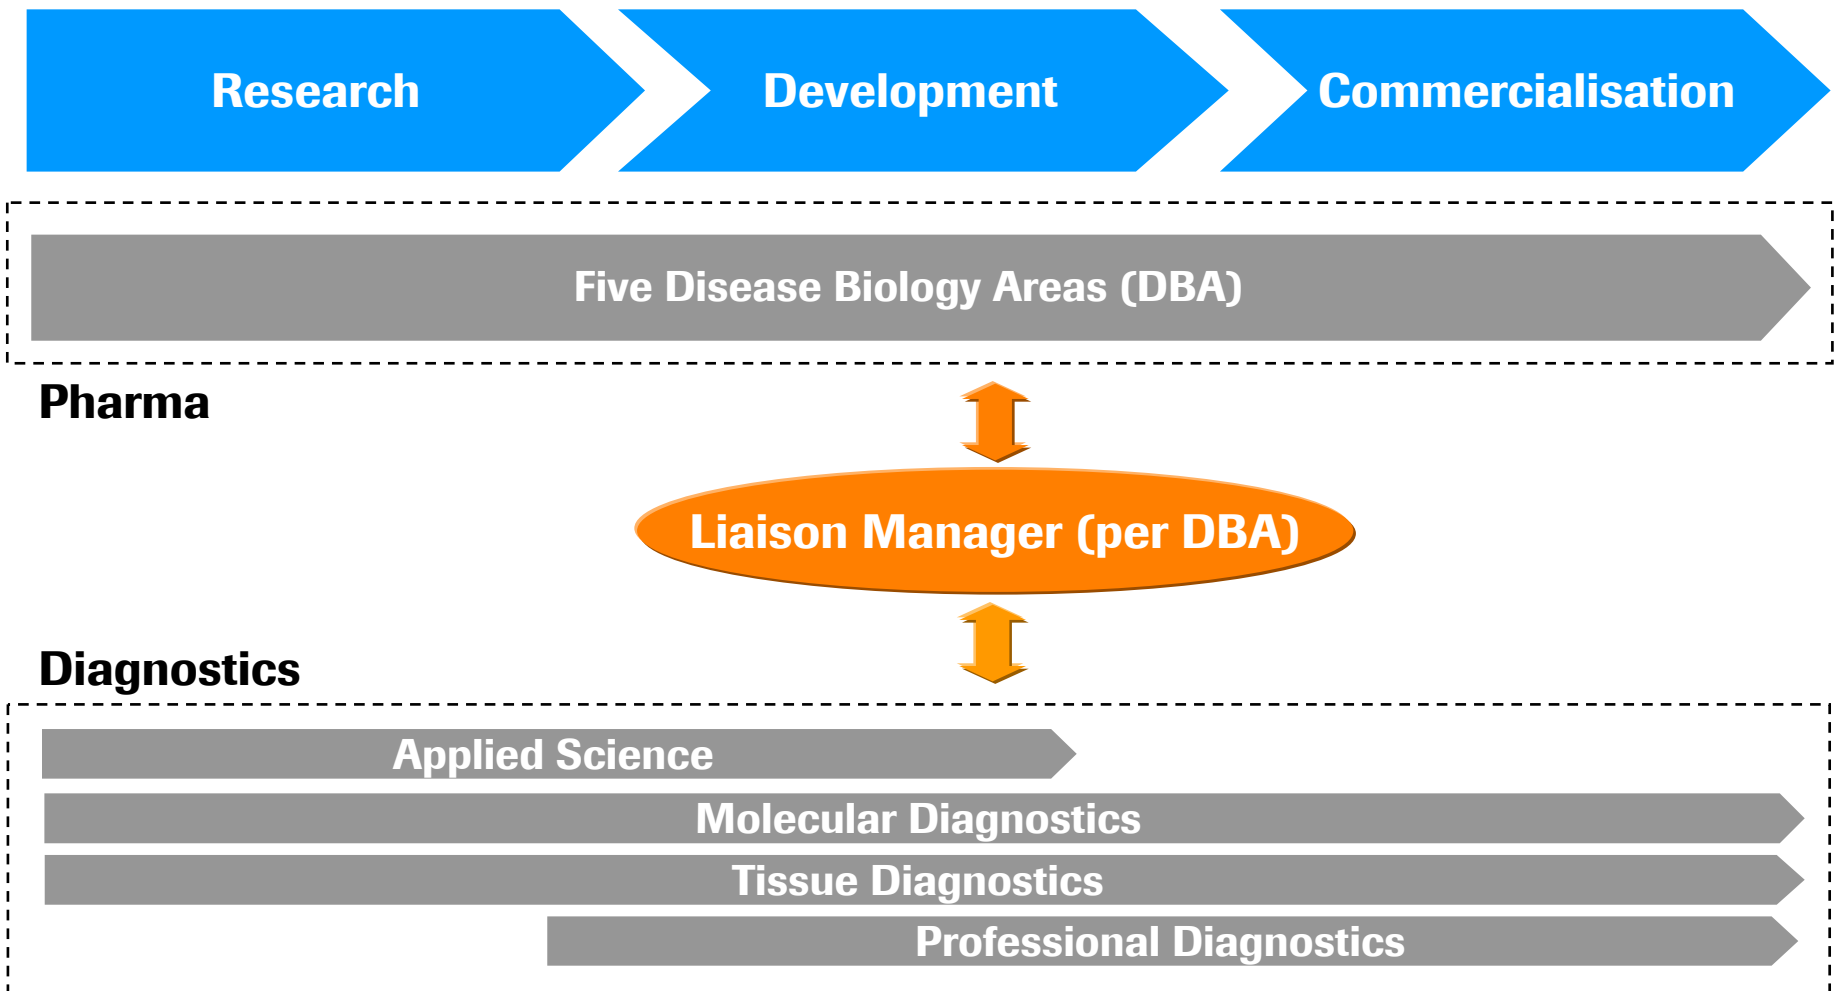 Research
Development
Commercialisation
Five Disease Biology Areas (DBA)
Pharma
Liaison Manager (per DBA)
Diagnostics
Applied Science
Molecular Diagnostics
Tissue Diagnostics
Professional Diagnostics